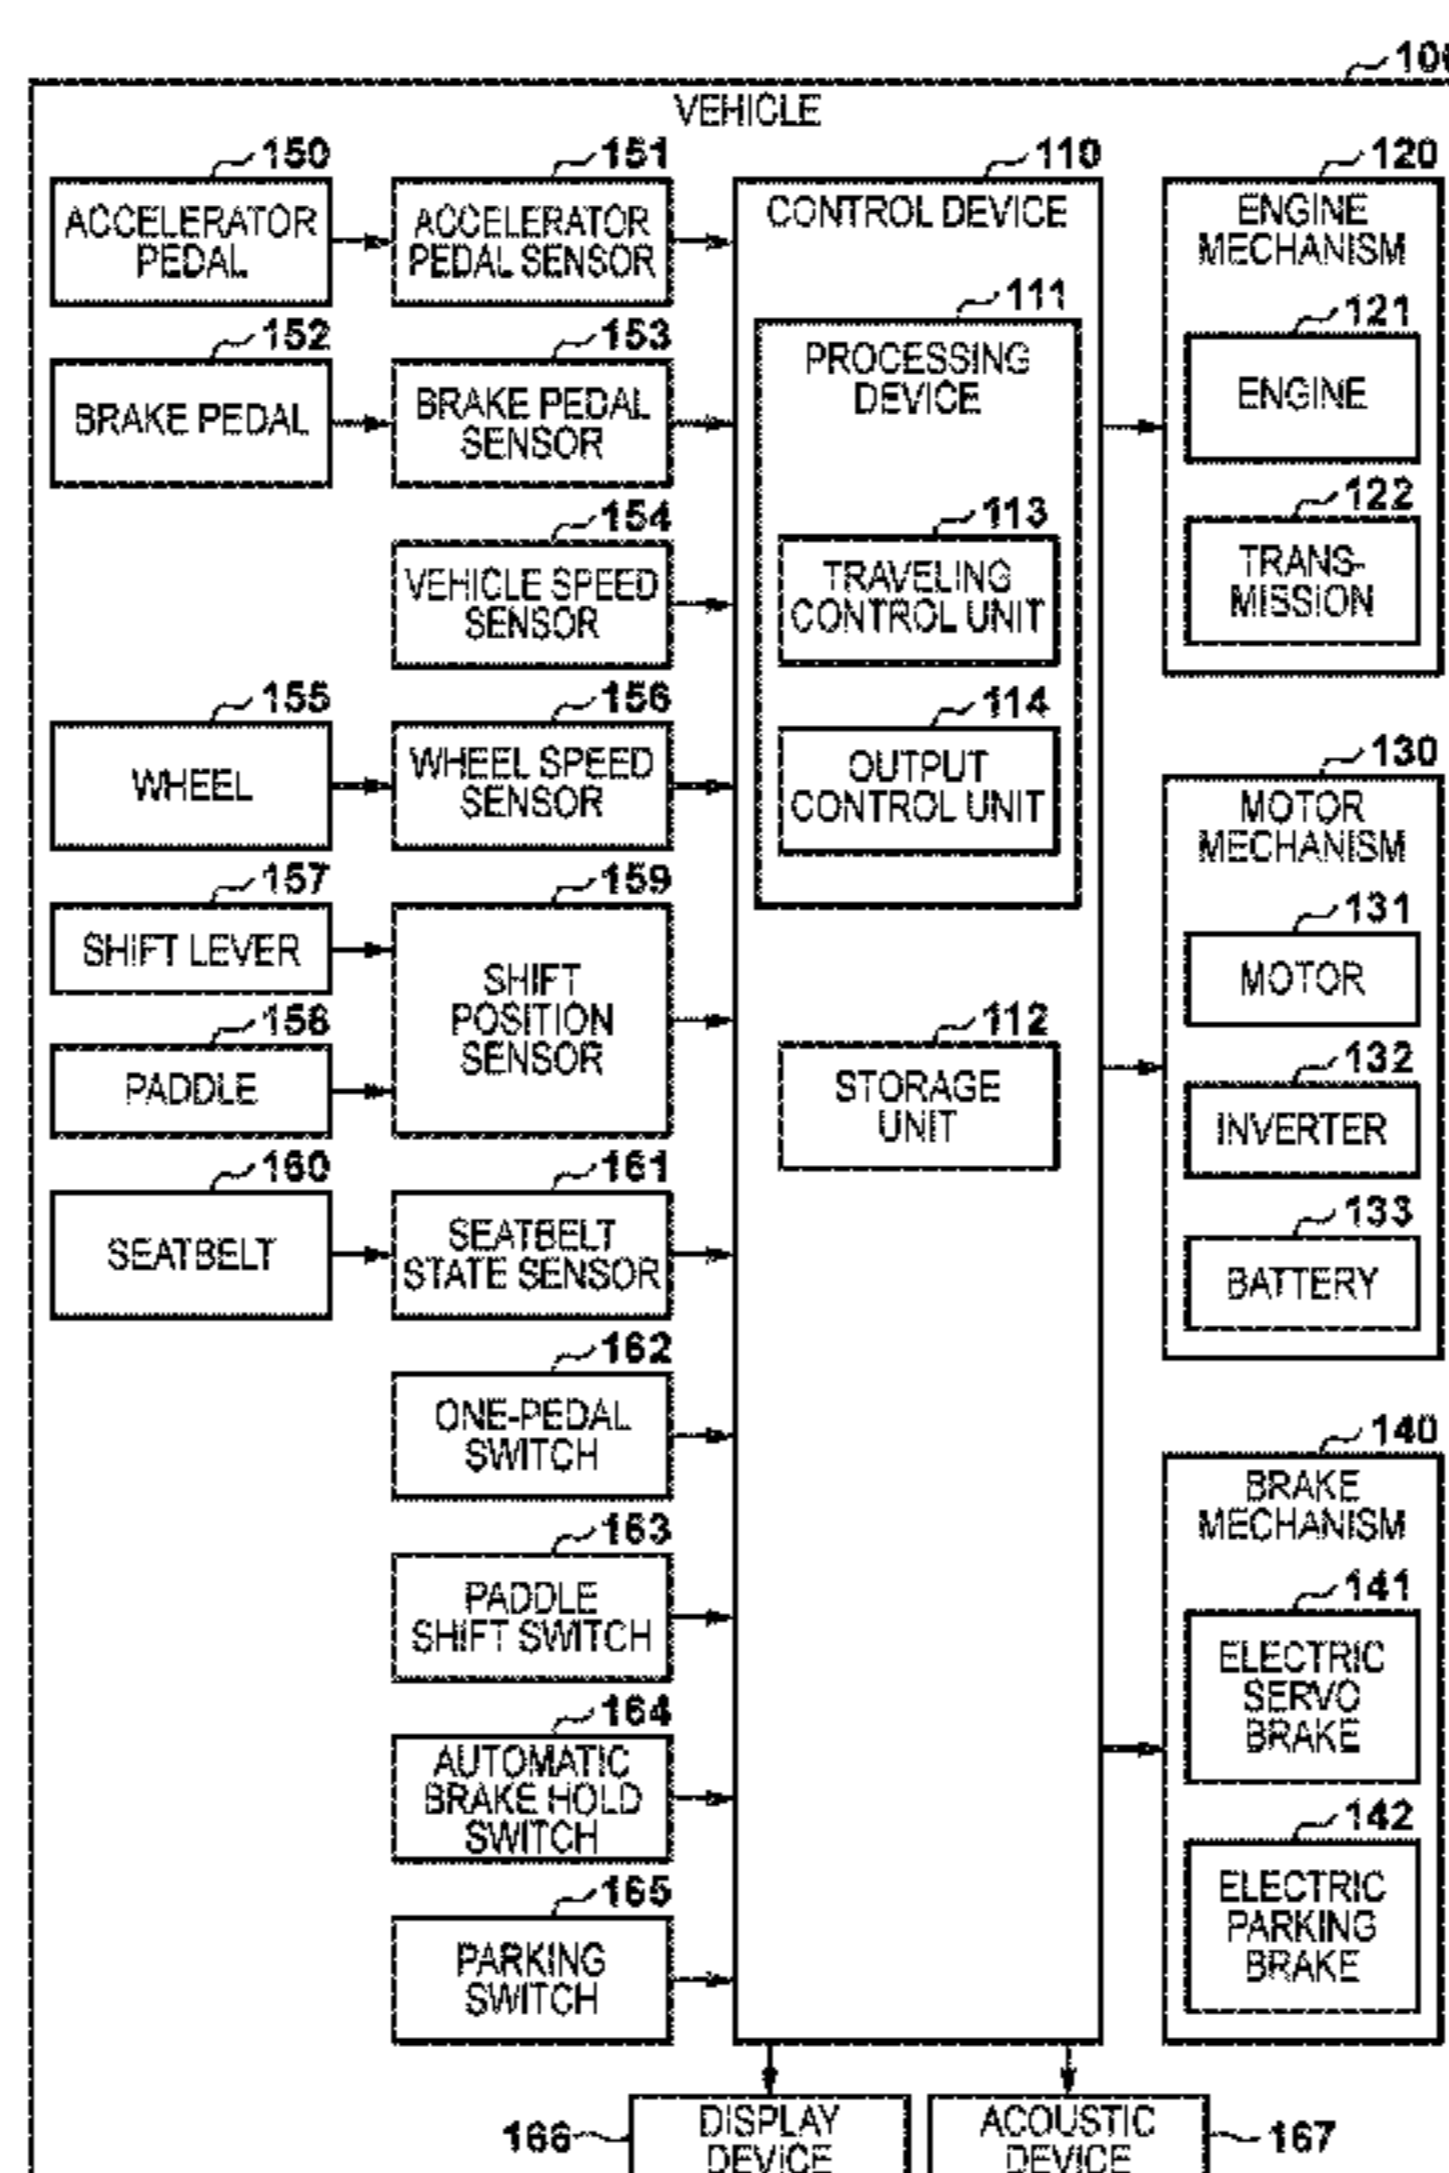 100
VEHICLE
150
ACCELERATOR
PEDAL
151
ACCELERATOR
PEDAL SENSOR
152
BRAKE PEDAL
153
BRAKE PEDAL
SENSOR
154
VEHICLE SPEED
SENSOR
155
WHEEL
156
WHEEL SPEED
SENSOR
157
SHIFT LEVER
158
PADDLE
159
SHIFT
POSITION
SENSOR
160
SEATBELT
161
SEATBELT
STATE SENSOR
162
ONE-PEDAL
SWITCH
163
PADDLE
SHIFT SWITCH
164
AUTOMATIC
BRAKE HOLD
SWITCH
165
PARKING
SWITCH
110
CONTROL DEVICE
111
PROCESSING
DEVICE
113
TRAVELING
CONTROL UNIT
114
OUTPUT
CONTROL UNIT
112
STORAGE
UNIT
120
ENGINE
MECHANISM
121
ENGINE
122
TRANS-
MISSION
130
MOTOR
MECHANISM
131
MOTOR
132
INVERTER
133
BATTERY
140
BRAKE
MECHANISM
141
ELECTRIC
SERVO
BRAKE
142
ELECTRIC
PARKING
BRAKE
166
DISPLAY
DEVICE
ACOUSTIC
DEVICE
167